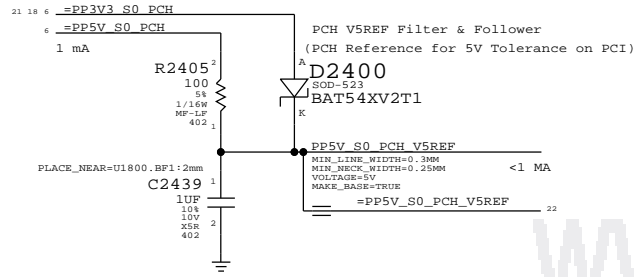 21 18 6 =PP3V3_S0_PCH
6 =PP5V_S0_PCH
1 mA
PCH V5REF Filter & Follower
(PCH Reference for 5V Tolerance on PCI)
R2405 2
100
5%
1/16W
MF-LF
402
1
A
D2400
SOD-523
BAT54XV2T1
K
PP5V_S0_PCH_V5REF
MIN_LINE_WIDTH=0.3MM
MIN_NECK_WIDTH=0.25MM
VOLTAGE=5V
MAKE_BASE=TRUE
<1 MA
=PP5V_S0_PCH_V5REF 22
PLACE_NEAR=U1800.BF1:2mm
C2439 1
1UF
10%
10V
X5R
402
2